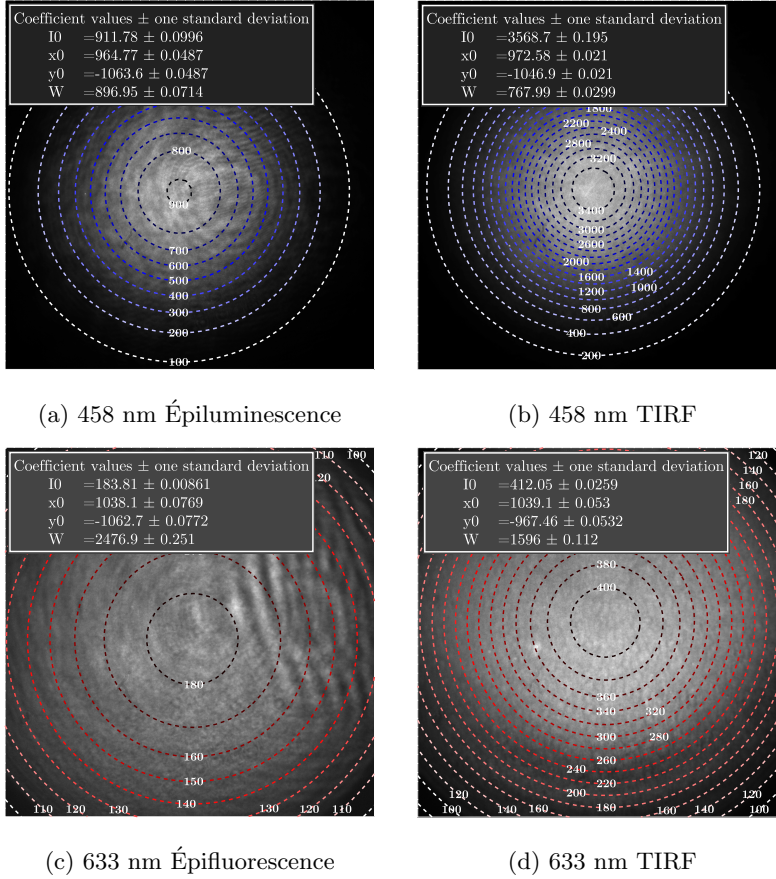 Coefficient values ± one standard deviation
I0 =911.78 ± 0.0996
x0 =964.77 ± 0.0487
y0 =-1063.6 ± 0.0487
W =896.95 ± 0.0714
800
900
700
600
500
400
300
200
100
(a) 458 nm Épiluminescence
Coefficient values ± one standard deviation
I0 =3568.7 ± 0.195
x0 =972.58 ± 0.021
y0 =-1046.9 ± 0.021
W =767.99 ± 0.0299
1800
2200
2400
2800
3200
3400
3000
2600
2000
1400
1600
1000
1200
800
600
400
200
(b) 458 nm TIRF
110 100
Coefficient values ± one standard deviation
I0 =183.81 ± 0.00861
x0 =1038.1 ± 0.0769
y0 =-1062.7 ± 0.0772
W =2476.9 ± 0.251
20
180
160
150
140
110 120 130 130 120 110
(c) 633 nm Épifluorescence
120
140
160
180
Coefficient values ± one standard deviation
I0 =412.05 ± 0.0259
x0 =1039.1 ± 0.053
y0 =-967.46 ± 0.0532
W =1596 ± 0.112
380
400
360
340 320
300 280
260
240
220
200
120 120
180
100 140 160 160 140 100
(d) 633 nm TIRF